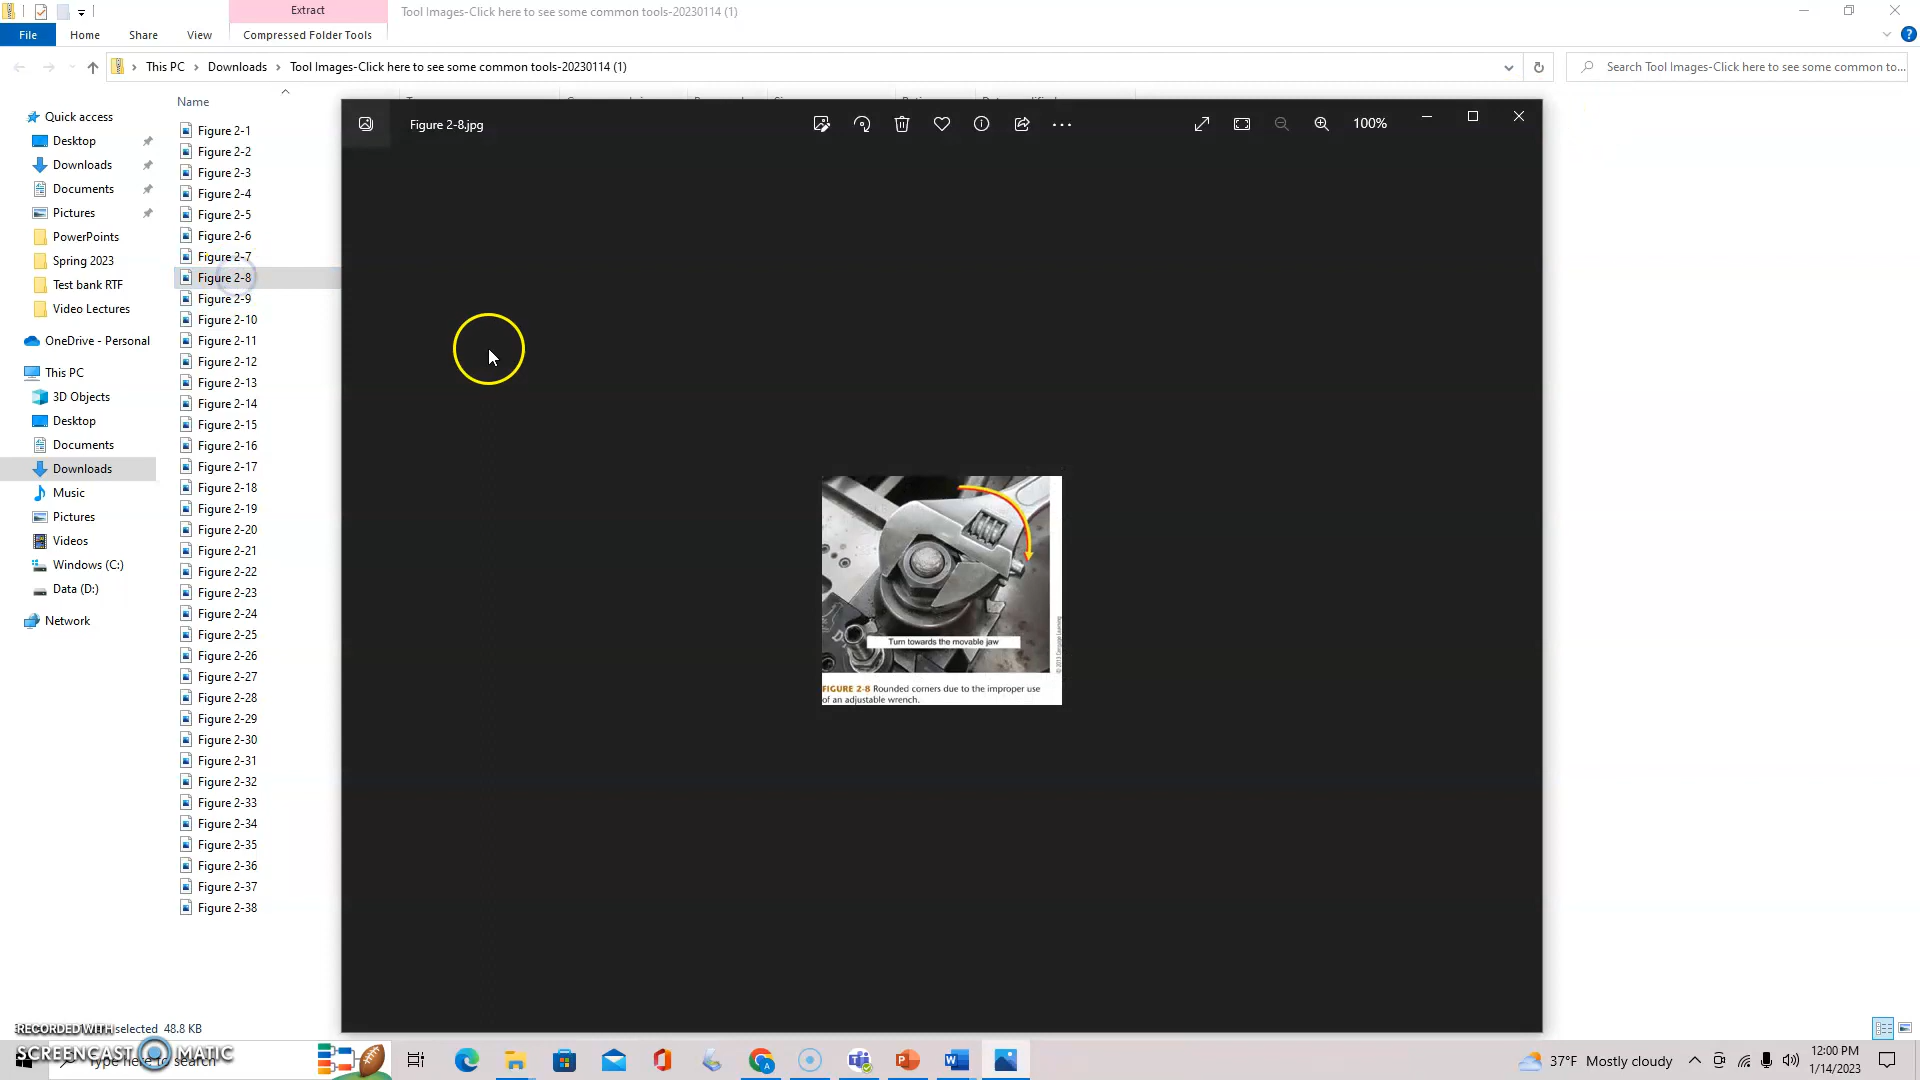 Extract
Tool Images-Click here to see some common tools-20230114 (1)
File
Home
Share
View
Compressed Folder Tools
This PC
Downloads
Tool Images-Click here to see some common tools-20230114 (1)
Search Tool Images-Click here to see some common to...
Name
Quick access
Desktop
Downloads
Documents
Pictures
PowerPoints
Spring 2023
Test bank RTF
Video Lectures
OneDrive - Personal
This PC
3D Objects
Desktop
Documents
Downloads
Music
Pictures
Videos
Windows (C:)
Data (D:)
Network
Figure 2-1
Figure 2-2
Figure 2-3
Figure 2-4
Figure 2-5
Figure 2-6
Figure 2-7
Figure 2-8
Figure 2-9
Figure 2-10
Figure 2-11
Figure 2-12
Figure 2-13
Figure 2-14
Figure 2-15
Figure 2-16
Figure 2-17
Figure 2-18
Figure 2-19
Figure 2-20
Figure 2-21
Figure 2-22
Figure 2-23
Figure 2-24
Figure 2-25
Figure 2-26
Figure 2-27
Figure 2-28
Figure 2-29
Figure 2-30
Figure 2-31
Figure 2-32
Figure 2-33
Figure 2-34
Figure 2-35
Figure 2-36
Figure 2-37
Figure 2-38
Figure 2-8.jpg
100%
Turn towards the movable jaw
© 2013 Cengage Learning
FIGURE 2-8 Rounded corners due to the improper use
of an adjustable wrench.
selected 48.8 KB
RECORDED WITH
SCREENCAST MATIC
Type here to search
37°F Mostly cloudy
12:00 PM
1/14/2023